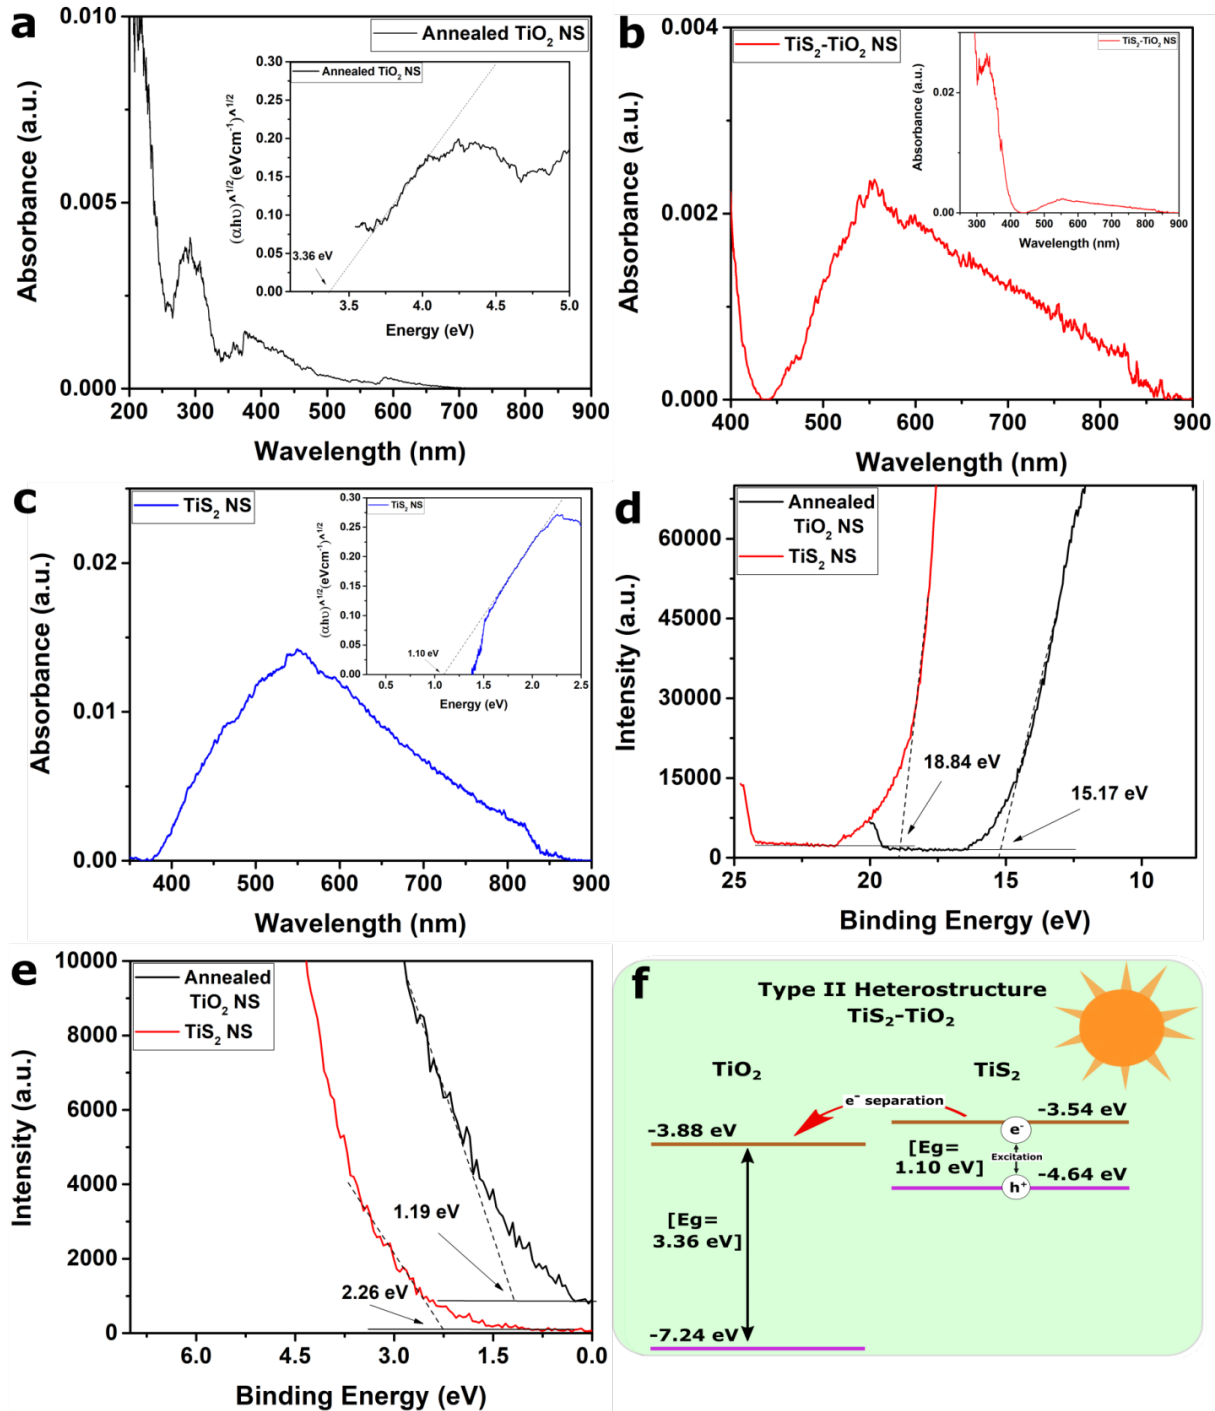 a
Annealed TiO₂ NS
0.010
0.005
0.000
Absorbance (a.u.)
200 300 400 500 600 700 800 900
Wavelength (nm)
Annealed TiO₂ NS
0.30
0.25
0.20
0.15
0.10
0.05
0.00
(αhυ)^1/2(eVcm⁻¹)^1/2
3.36 eV
3.5 4.0 4.5 5.0
Energy (eV)
b
TiS₂-TiO₂ NS
0.004
0.002
0.000
Absorbance (a.u.)
400 500 600 700 800 900
Wavelength (nm)
TiS₂-TiO₂ NS
0.02
0.00
Absorbance (a.u.)
300 400 500 600 700 800 900
Wavelength (nm)
c
TiS₂ NS
0.02
0.01
0.00
Absorbance (a.u.)
400 500 600 700 800 900
Wavelength (nm)
TiS₂ NS
0.30
0.25
0.20
0.15
0.10
0.05
0.00
(αhυ)^1/2(eVcm⁻¹)^1/2
1.10 eV
0.5 1.0 1.5 2.0 2.5
Energy (eV)
d
Annealed
TiO₂ NS
TiS₂ NS
60000
45000
30000
15000
0
Intensity (a.u.)
18.84 eV
15.17 eV
25 20 15 10
Binding Energy (eV)
e
Annealed
TiO₂ NS
TiS₂ NS
10000
8000
6000
4000
2000
0
Intensity (a.u.)
1.19 eV
2.26 eV
6.0 4.5 3.0 1.5 0.0
Binding Energy (eV)
f
Type II Heterostructure
TiS₂-TiO₂
TiO₂
TiS₂
e⁻ separation
-3.88 eV
-3.54 eV
e⁻
Excitation
h⁺
[Eg=
1.10 eV]
-4.64 eV
[Eg=
3.36 eV]
-7.24 eV